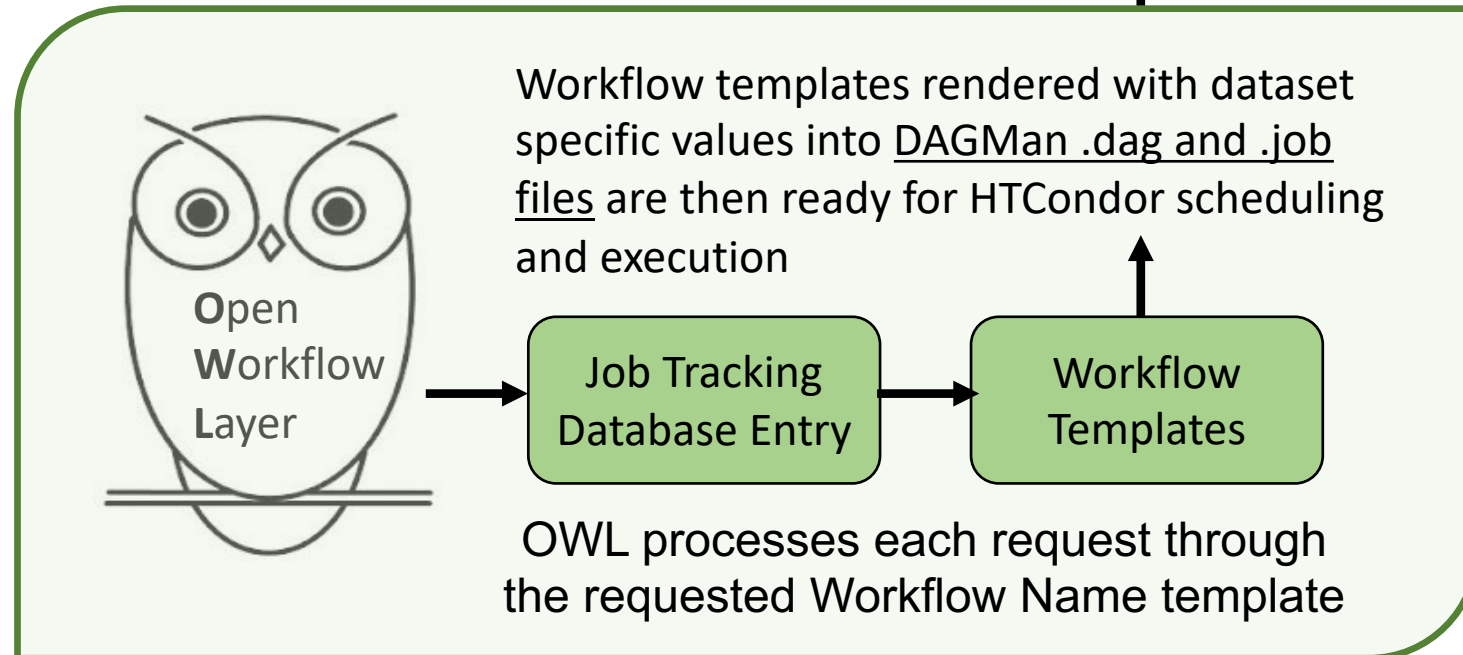 Workflow templates rendered with dataset
specific values into DAGMan .dag and .job
files are then ready for HTCondor scheduling
and execution
Open
Workflow
Layer
Job Tracking
Database Entry
Workflow
Templates
OWL processes each request through
the requested Workflow Name template